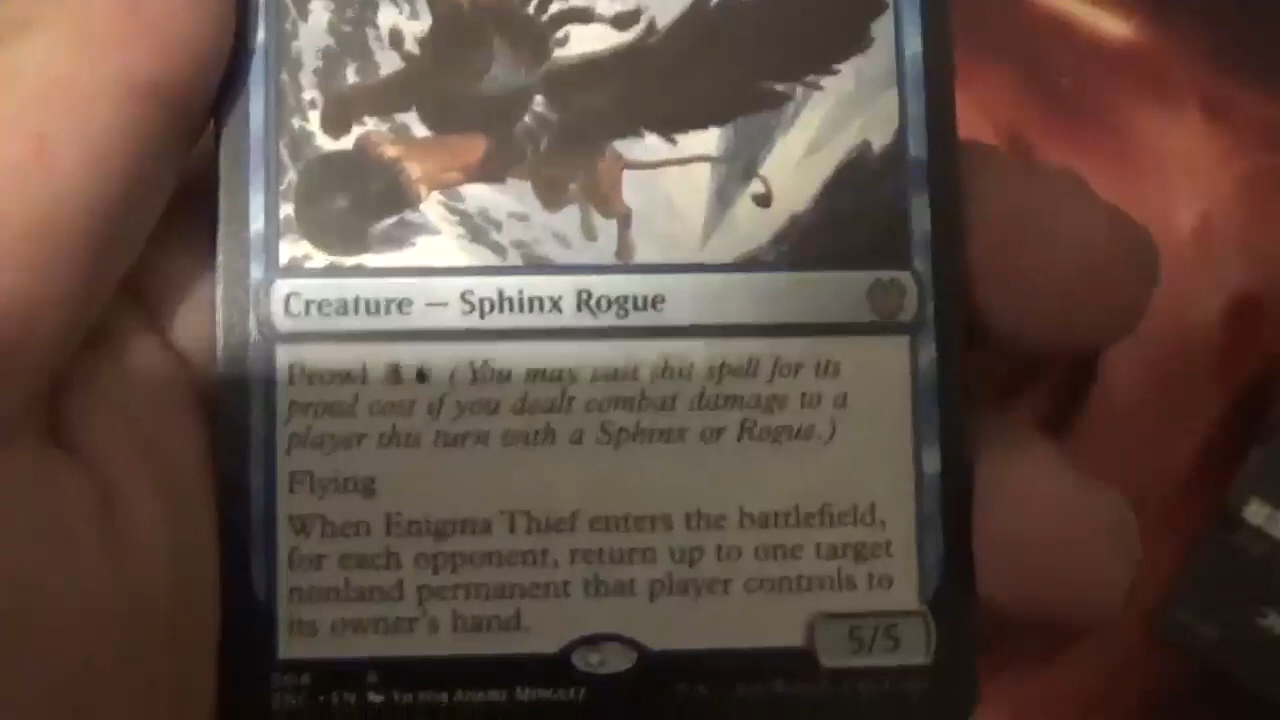 Creature — Sphinx Rogue
Prowl (You may cast this spell for its
prowl cost if you dealt combat damage to a
player this turn with a Sphinx or Rogue.)
Flying
When Enigma Thief enters the battlefield,
for each opponent, return up to one target
nonland permanent that player controls to
its owner's hand.
5/5
EN